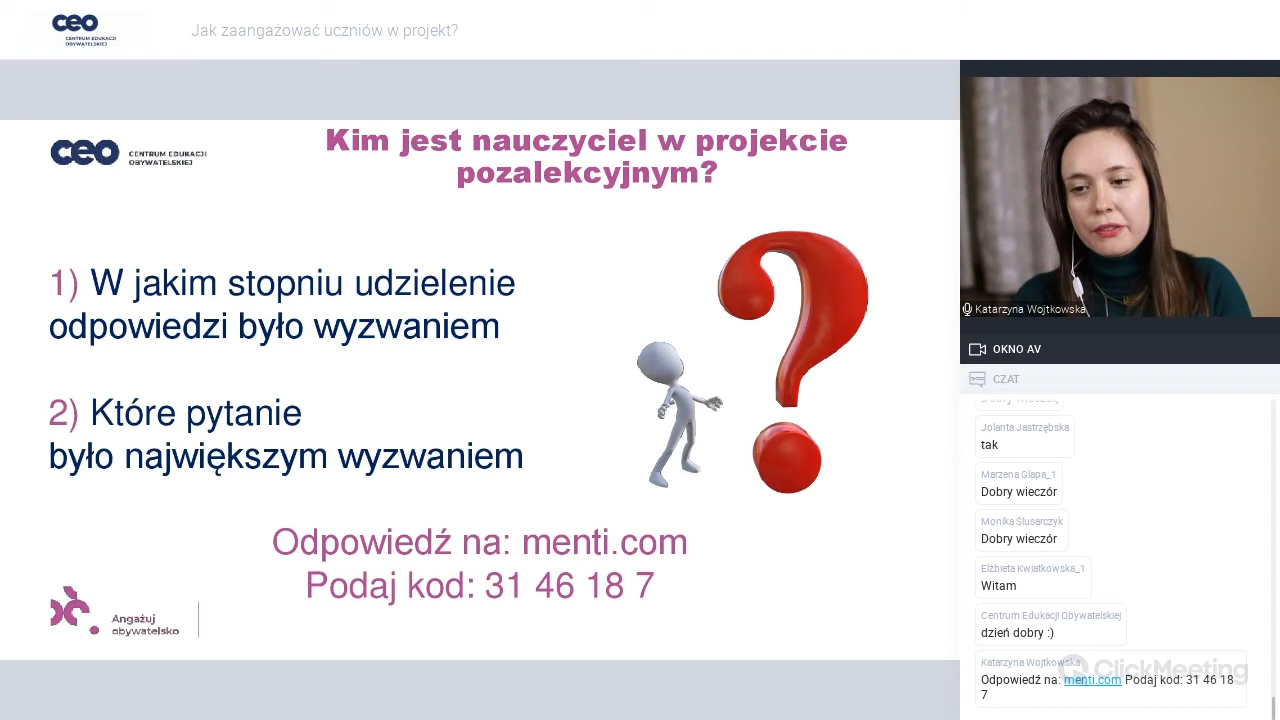 ceo
CENTRUM EDUKACJI
OBYWATELSKIEJ
Jak zaangażować uczniów w projekt?
ceo
CENTRUM EDUKACJI
OBYWATELSKIEJ
Kim jest nauczyciel w projekcie
pozalekcyjnym?
1) W jakim stopniu udzielenie
odpowiedzi było wyzwaniem
2) Które pytanie
było największym wyzwaniem
Odpowiedź na: menti.com
Podaj kod: 31 46 18 7
Angażuj
obywatelsko
Katarzyna Wojtkowska
OKNO AV
CZAT
Dobry wieczór
Jolanta Jastrzębska
tak
Marzena Glapa_1
Dobry wieczór
Monika Ślusarczyk
Dobry wieczór
Elżbieta Kwiatkowska_1
Witam
Centrum Edukacji Obywatelskiej
dzień dobry :)
Katarzyna Wojtkowska
Odpowiedź na: menti.com Podaj kod: 31 46 18
7
ClickMeeting